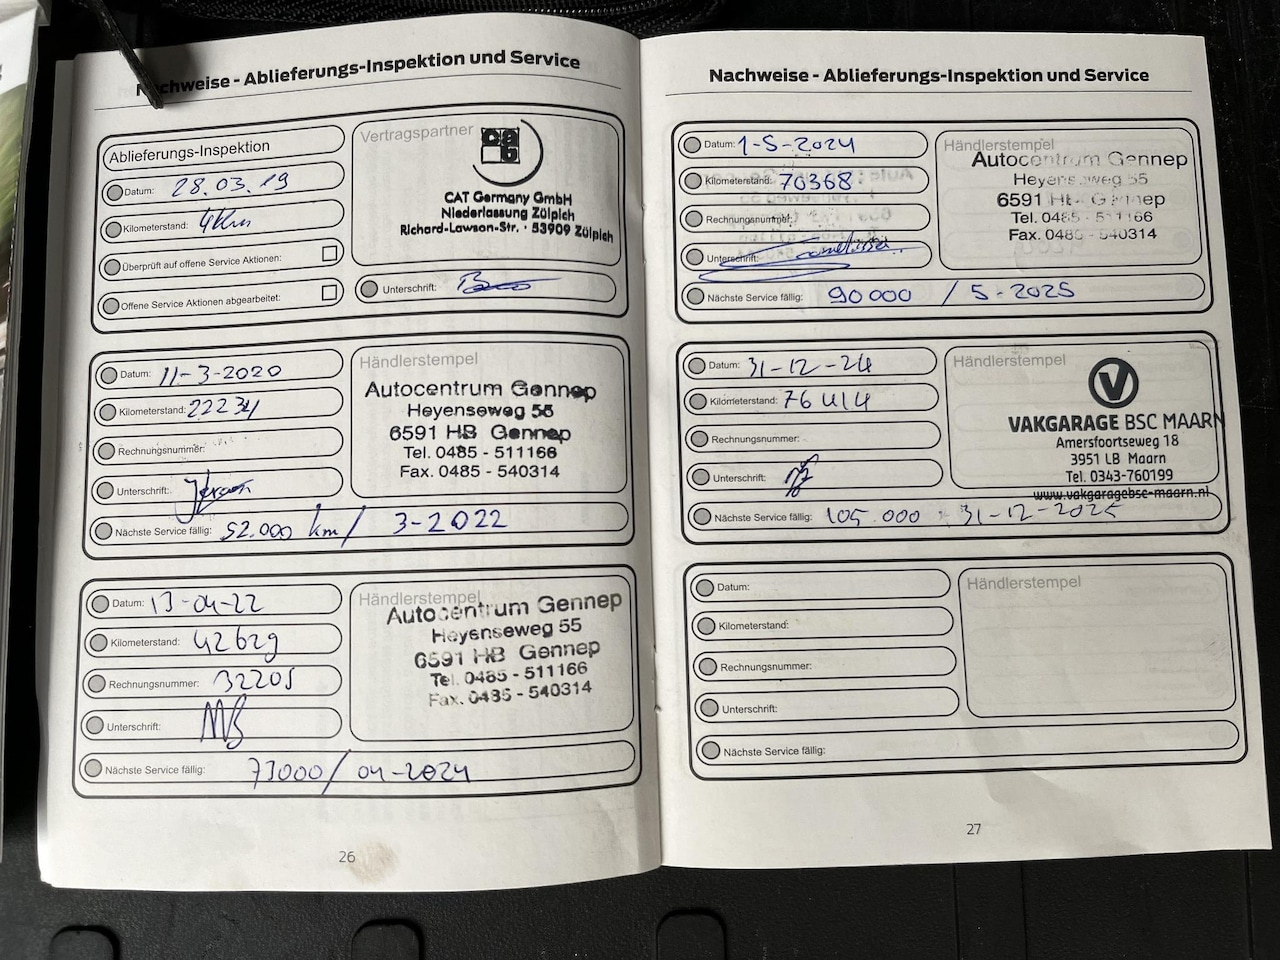 Nachweise - Ablieferungs-Inspektion und Service
Ablieferungs-Inspektion
Datum: 28.03.19
Kilometerstand: 4km
Überprüft auf offene Service Aktionen:
Offene Service Aktionen abgearbeitet:
Vertragspartner
CAT Germany GmbH
Niederlassung Zülpich
Richard-Lawson-Str. · 53909 Zülpich
Unterschrift:
Datum: 11-3-2020
Kilometerstand: 22234
Rechnungsnummer:
Unterschrift: Jeroen
Nächste Service fällig: 52.000 km / 3-2022
Händlerstempel
Autocentrum Gennep
Heyenseweg 55
6591 HB Gennep
Tel. 0485 - 511166
Fax. 0485 - 540314
Datum: 13-04-22
Kilometerstand: 42629
Rechnungsnummer: 32205
Unterschrift:
Nächste Service fällig: 73000 / 04-2024
Händlerstempel
Autocentrum Gennep
Heyenseweg 55
6591 HB Gennep
Tel. 0485 - 511166
Fax. 0485 - 540314
26
Nachweise - Ablieferungs-Inspektion und Service
Datum: 1-5-2024
Kilometerstand: 70368
Rechnungsnummer:
Unterschrift:
Nächste Service fällig: 90000 / 5-2025
Händlerstempel
Autocentrum Gennep
Heyenseweg 55
6591 HB Gennep
Tel. 0485 - 511166
Fax. 0485 - 540314
Datum: 31-12-24
Kilometerstand: 76414
Rechnungsnummer:
Unterschrift:
Nächste Service fällig: 105.000 - 31-12-2025
Händlerstempel
V
VAKGARAGE BSC MAARN
Amersfoortseweg 18
3951 LB Maarn
Tel. 0343-760199
www.vakgaragebsc-maarn.nl
Datum:
Kilometerstand:
Rechnungsnummer:
Unterschrift:
Nächste Service fällig:
Händlerstempel
27